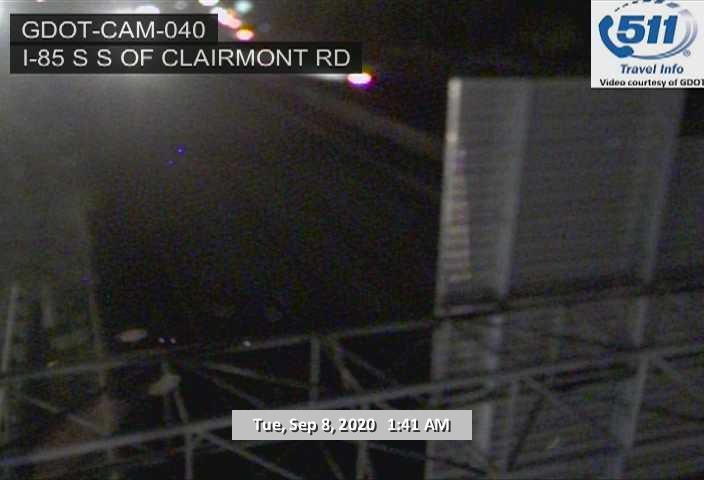 GDOT-CAM-040
I-85 S S OF CLAIRMONT RD
511
Travel Info
Video courtesy of GDOT
Tue, Sep 8, 2020 1:41 AM